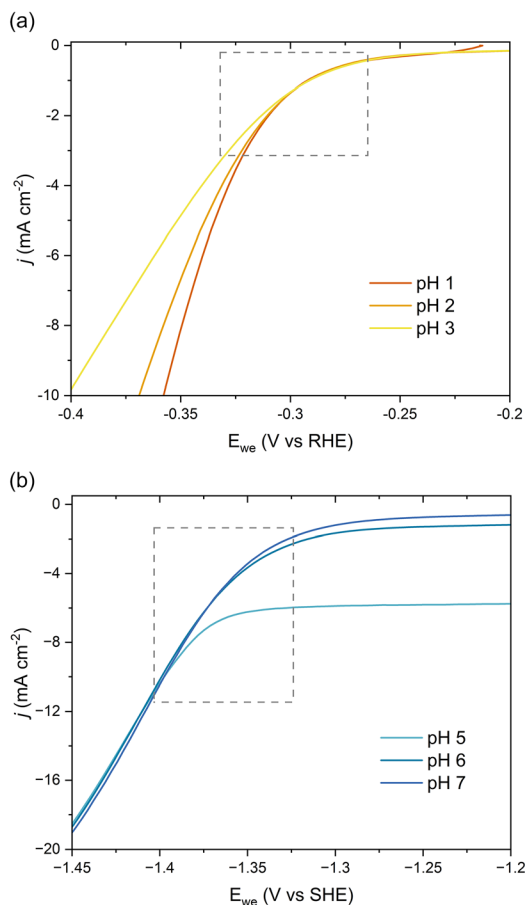 (a)
0
-2
-4
-6
-8
-10
j (mA cm-2)
pH 1
pH 2
pH 3
-0.4
-0.35
-0.3
-0.25
-0.2
Ewe (V vs RHE)
(b)
0
−4
−8
−12
−16
−20
j (mA cm−2)
pH 5
pH 6
pH 7
−1.45
−1.4
−1.35
−1.3
−1.25
−1.2
Ewe (V vs SHE)